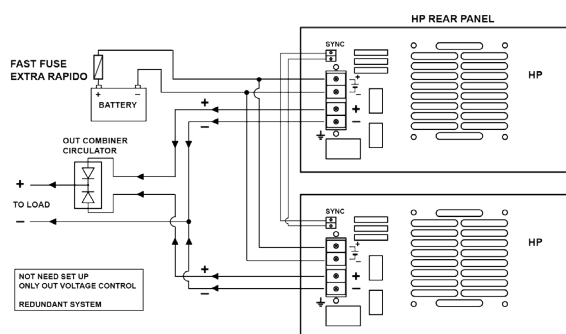 HP REAR PANEL
SYNC
FAST FUSE
EXTRA RAPIDO
HP
+ −
BATTERY
+
−
+
−
+
−
OUT COMBINER
CIRCULATOR
+
TO LOAD
−
SYNC
HP
+
−
+
−
+
−
NOT NEED SET UP
ONLY OUT VOLTAGE CONTROL
REDUNDANT SYSTEM